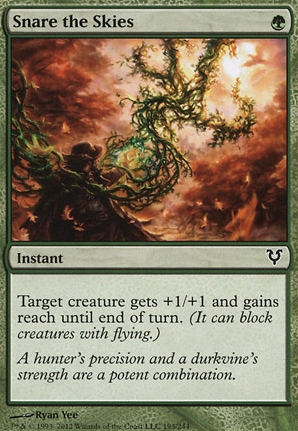 Snare the Skies
Instant
Target creature gets +1/+1 and gains
reach until end of turn. (It can block
creatures with flying.)
A hunter's precision and a durkvine's
strength are a potent combination.
Ryan Yee
™ & © 1993–2012 Wizards of the Coast LLC 193/244